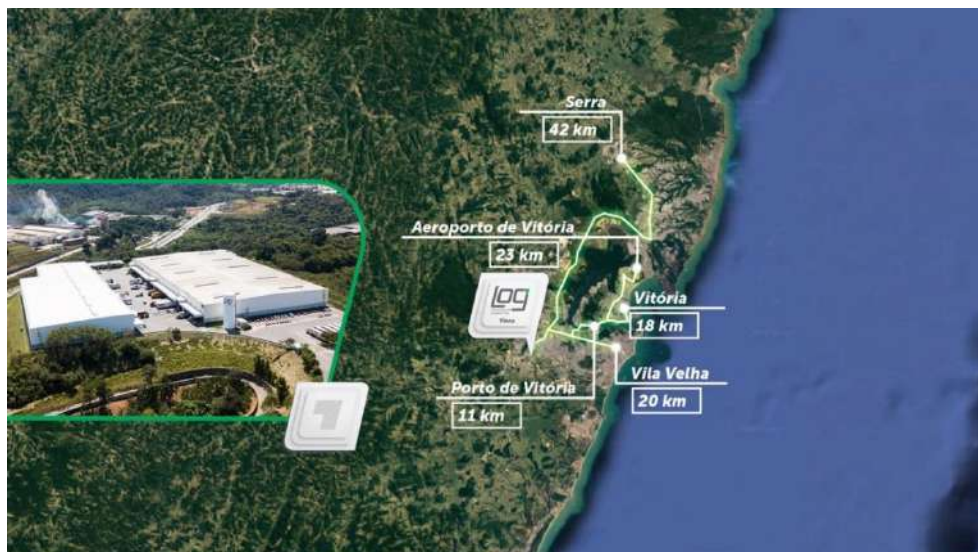 Serra
42 km
Aeroporto de Vitória
23 km
Log
Viana
Vitória
18 km
Vila Velha
20 km
Porto de Vitória
11 km